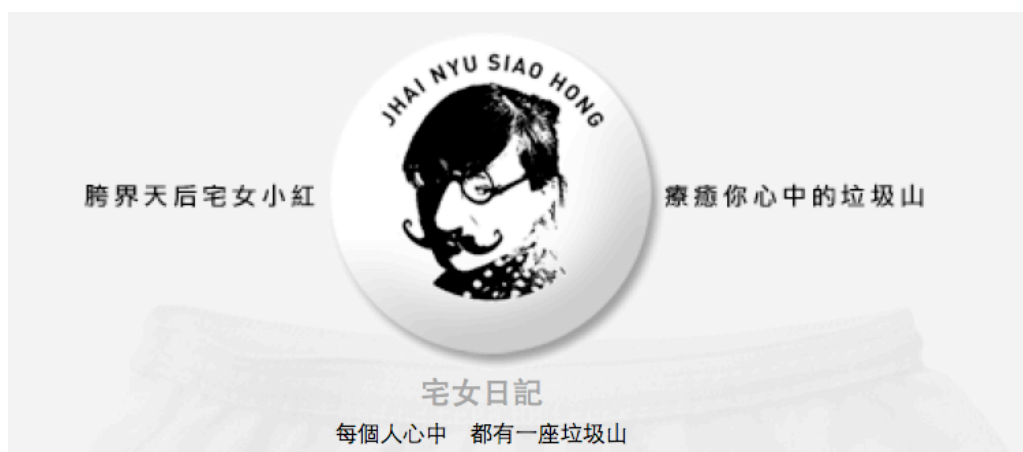 JHAI NYU SIAO HONG
胯界天后宅女小紅
療癒你心中的垃圾山
宅女日記
每個人心中　都有一座垃圾山